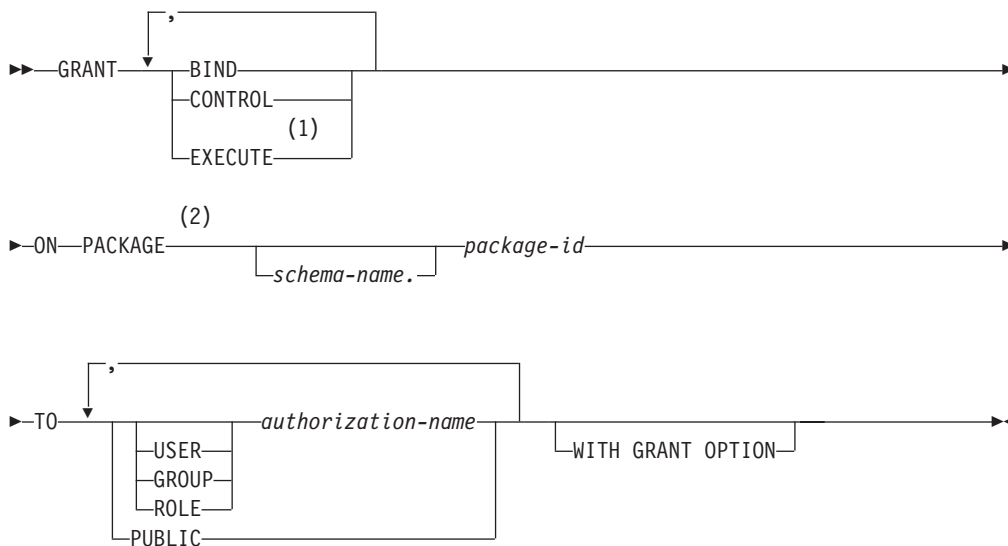 ,
GRANT BIND
CONTROL
(1)
EXECUTE
(2)
ON PACKAGE package-id
schema-name.
,
TO authorization-name
USER WITH GRANT OPTION
GROUP
ROLE
PUBLIC